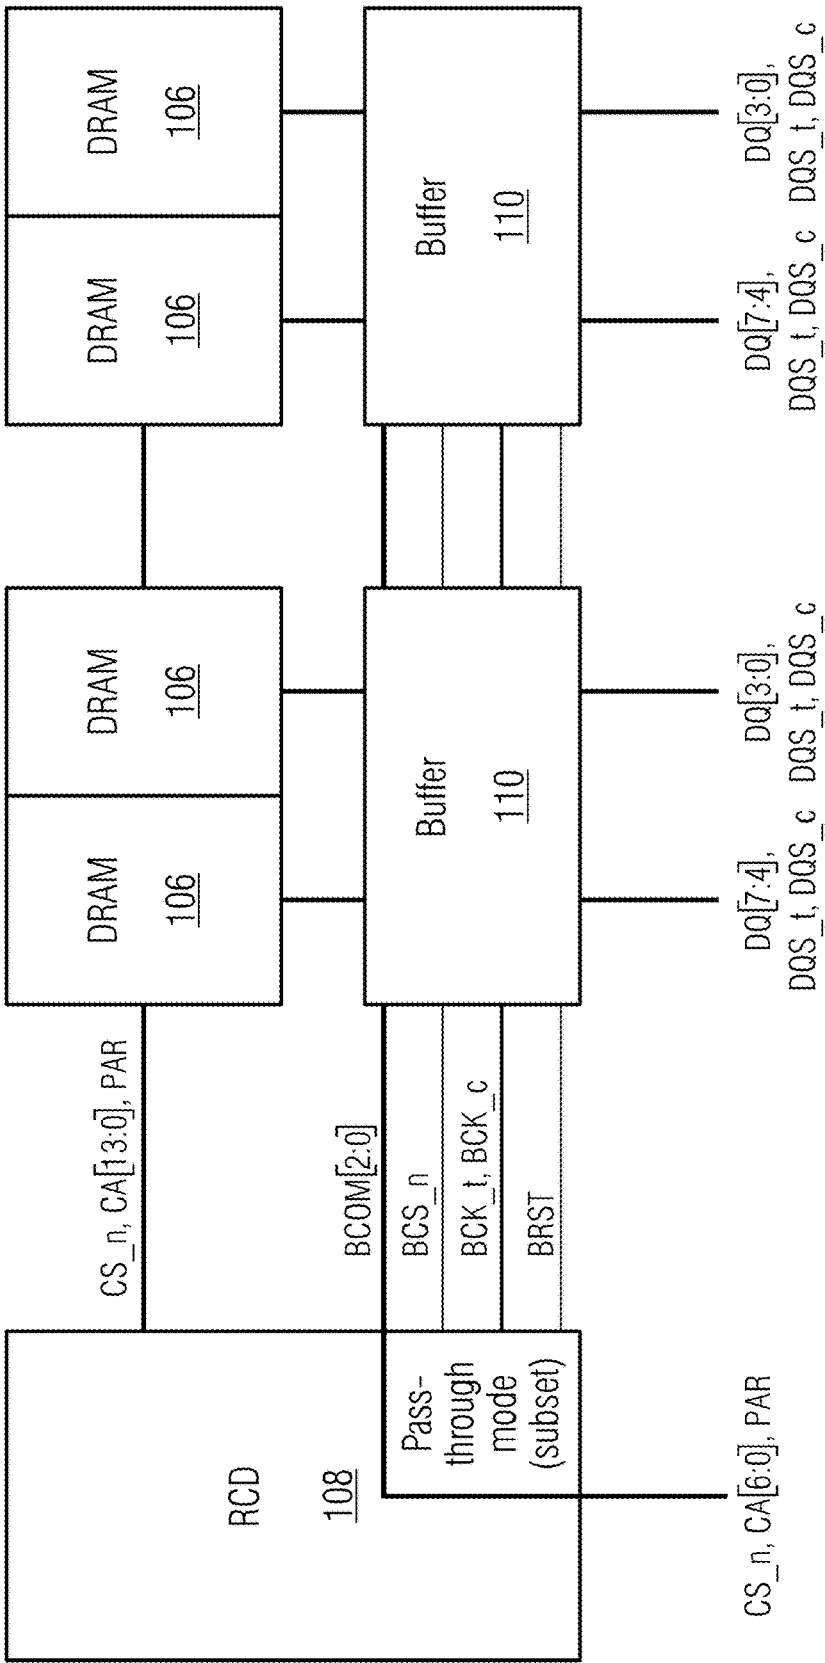 RCD
108
Pass-
through
mode
(subset)
CS_n, CA[6:0], PAR
CS_n, CA[13:0], PAR
BCOM[2:0]
BCS_n
BCK_t, BCK_c
BRST
DRAM
106
DRAM
106
Buffer
110
DQ[7:4],
DQS_t, DQS_c
DQ[3:0],
DQS_t, DQS_c
DRAM
106
DRAM
106
Buffer
110
DQ[7:4],
DQS_t, DQS_c
DQ[3:0],
DQS_t, DQS_c